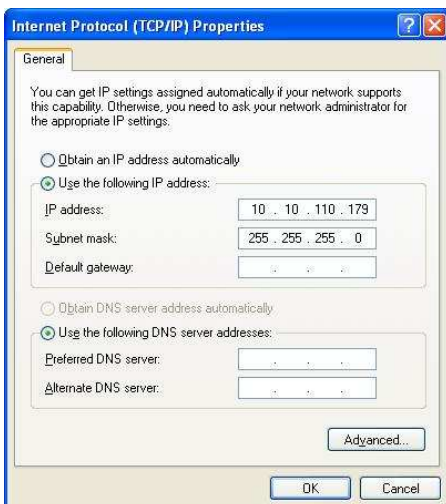 Internet Protocol (TCP/IP) Properties
General
You can get IP settings assigned automatically if your network supports
this capability. Otherwise, you need to ask your network administrator for
the appropriate IP settings.
Obtain an IP address automatically
Use the following IP address:
IP address: 10 . 10 . 110 . 179
Subnet mask: 255 . 255 . 255 . 0
Default gateway: . . .
Obtain DNS server address automatically
Use the following DNS server addresses:
Preferred DNS server: . . .
Alternate DNS server: . . .
Advanced...
OK Cancel